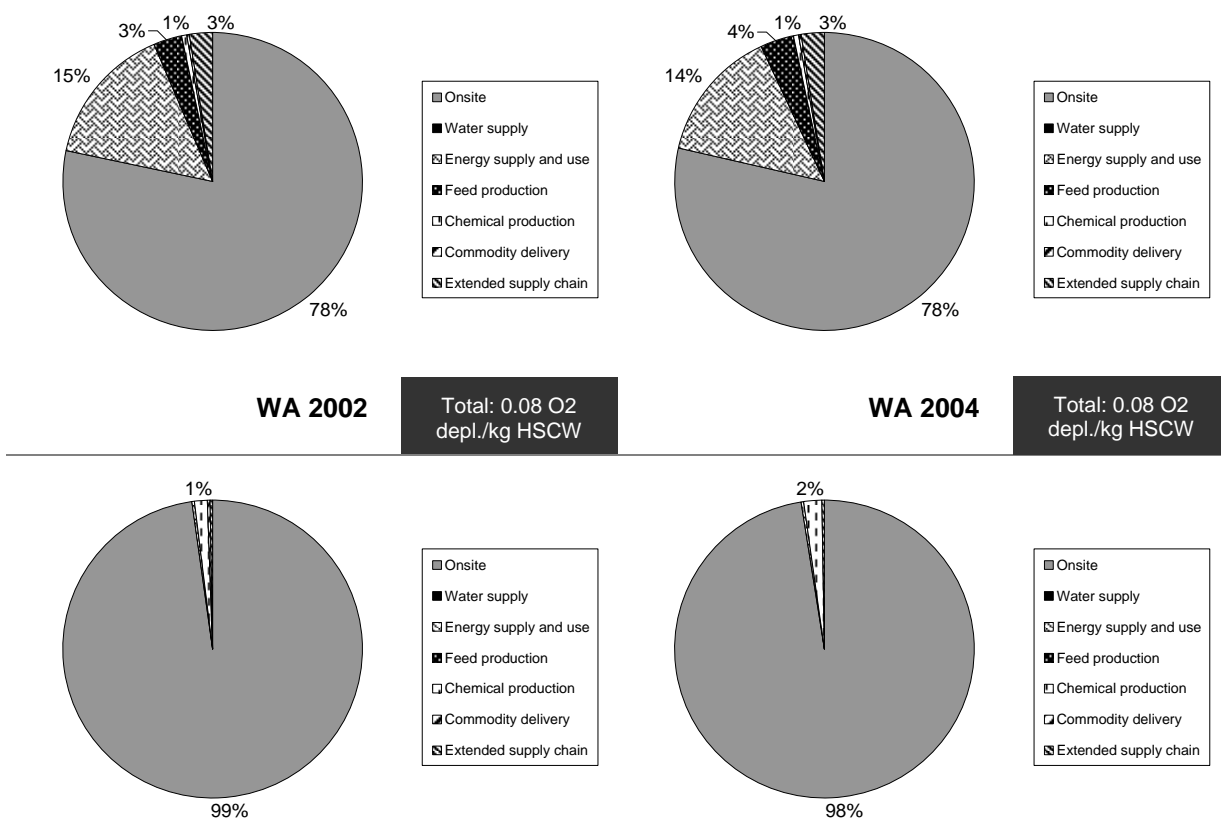 3%
1%
3%
15%
78%
Onsite
Water supply
Energy supply and use
Feed production
Chemical production
Commodity delivery
Extended supply chain
4%
1%
3%
14%
78%
Onsite
Water supply
Energy supply and use
Feed production
Chemical production
Commodity delivery
Extended supply chain
WA 2002
Total: 0.08 O2
depl./kg HSCW
WA 2004
Total: 0.08 O2
depl./kg HSCW
1%
99%
Onsite
Water supply
Energy supply and use
Feed production
Chemical production
Commodity delivery
Extended supply chain
2%
98%
Onsite
Water supply
Energy supply and use
Feed production
Chemical production
Commodity delivery
Extended supply chain